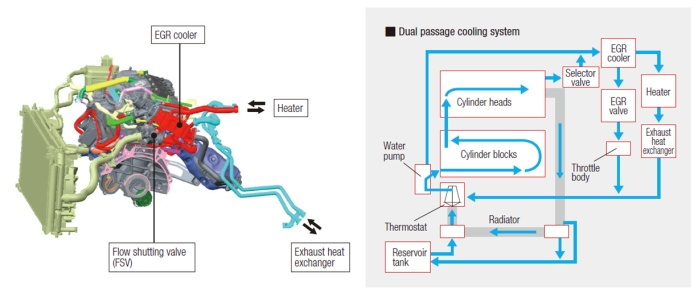 EGR cooler
Heater
Flow shutting valve
(FSV)
Exhaust heat
exchanger
Dual passage cooling system
EGR
cooler
Selector
valve
Heater
Cylinder heads
EGR
valve
Exhaust
heat
exchanger
Water
pump
Cylinder blocks
Throttle
body
Thermostat
Radiator
Reservoir
tank